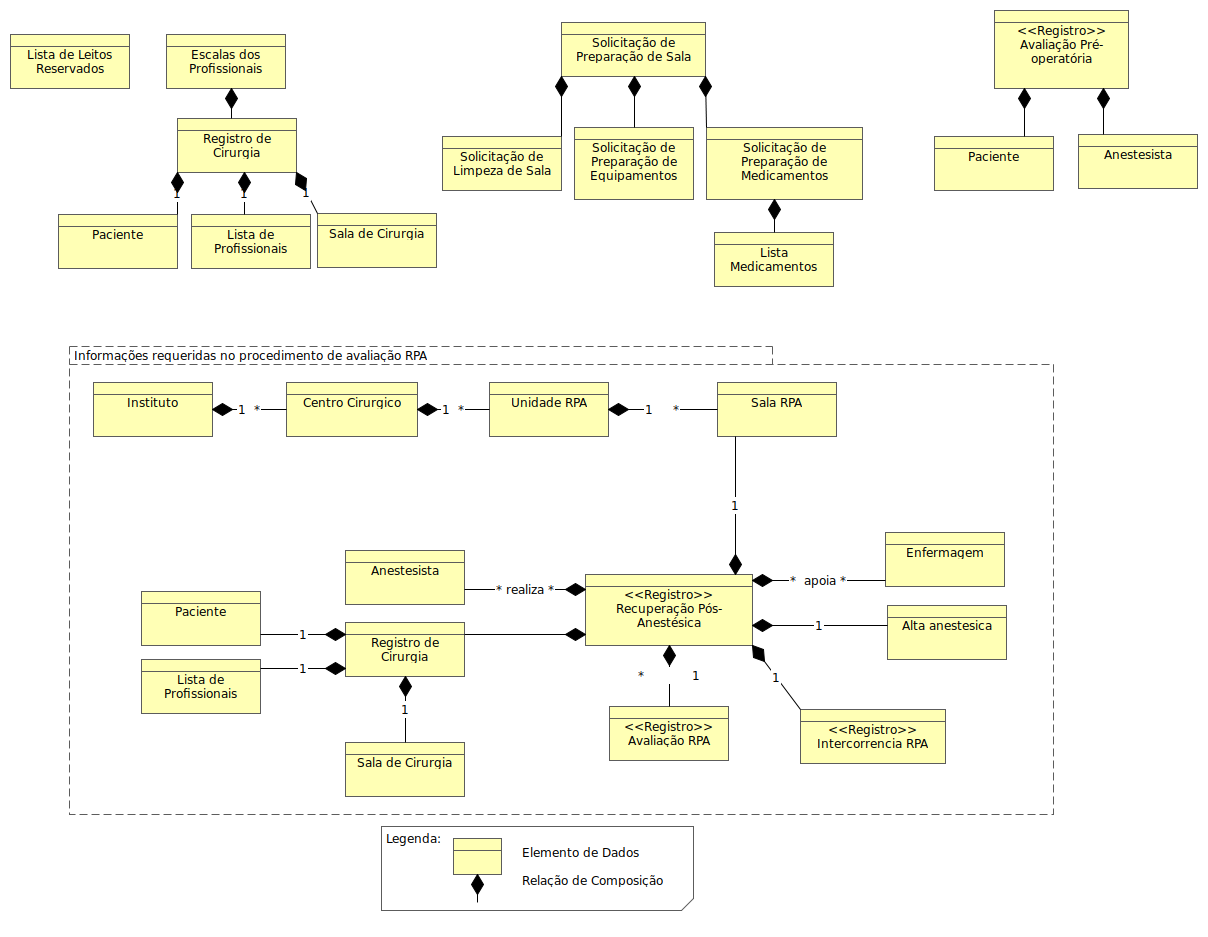 Lista de Leitos
Reservados
Escalas dos
Profissionais
Registro de
Cirurgia
1
1
1
Paciente
Lista de
Profissionais
Sala de Cirurgia
Solicitação de
Preparação de Sala
Solicitação de
Limpeza de Sala
Solicitação de
Preparação de
Equipamentos
Solicitação de
Preparação de
Medicamentos
Lista
Medicamentos
<<Registro>>
Avaliação Pré-
operatória
Paciente
Anestesista
Informações requeridas no procedimento de avaliação RPA
Instituto
1 *
Centro Cirurgico
1 *
Unidade RPA
1 *
Sala RPA
1
Anestesista
* realiza *
<<Registro>>
Recuperação Pós-
Anestésica
* apoia *
Enfermagem
1
Alta anestesica
Paciente
1
Registro de
Cirurgia
Lista de
Profissionais
1
1
Sala de Cirurgia
* 1
<<Registro>>
Avaliação RPA
1
<<Registro>>
Intercorrencia RPA
Legenda:
Elemento de Dados
Relação de Composição